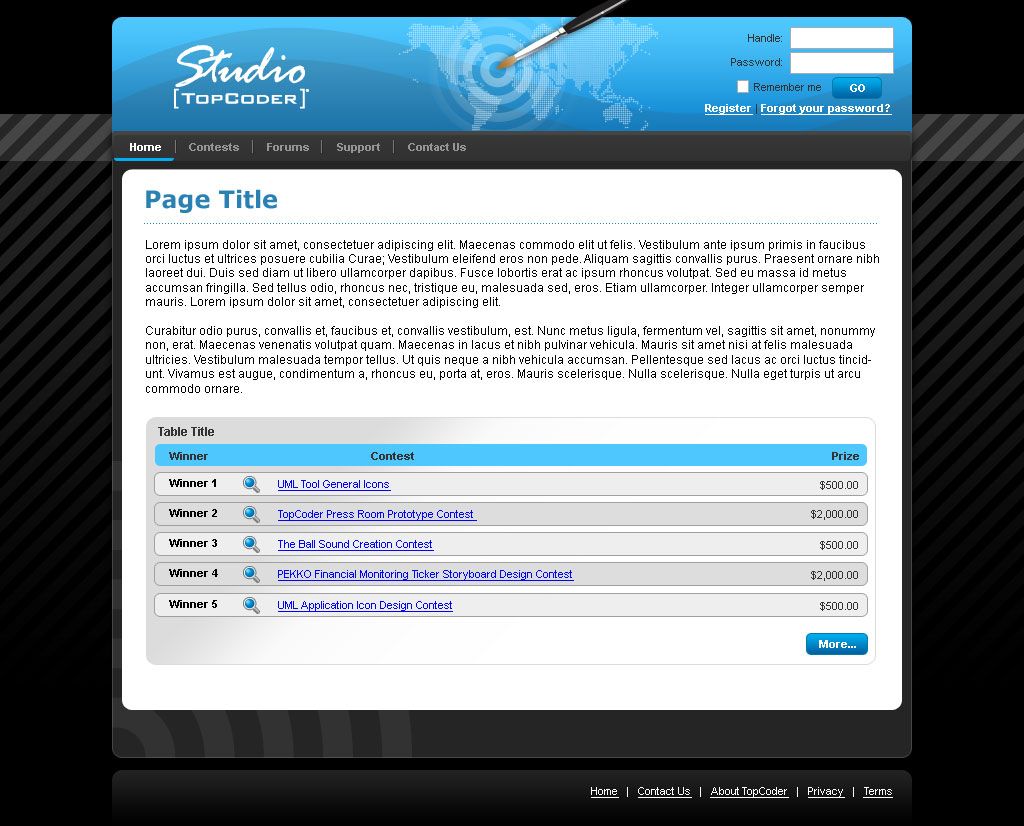 Studio
[TOPCODER]
Handle:
Password:
Remember me GO
Register | Forgot your password?
Home | Contests | Forums | Support | Contact Us
Page Title
Lorem ipsum dolor sit amet, consectetuer adipiscing elit. Maecenas commodo elit ut felis. Vestibulum ante ipsum primis in faucibus
orci luctus et ultrices posuere cubilia Curae; Vestibulum eleifend eros non pede. Aliquam sagittis convallis purus. Praesent ornare nibh
laoreet dui. Duis sed diam ut libero ullamcorper dapibus. Fusce lobortis erat ac ipsum rhoncus volutpat. Sed eu massa id metus
accumsan fringilla. Sed tellus odio, rhoncus nec, tristique eu, malesuada sed, eros. Etiam ullamcorper. Integer ullamcorper semper
mauris. Lorem ipsum dolor sit amet, consectetuer adipiscing elit.
Curabitur odio purus, convallis et, faucibus et, convallis vestibulum, est. Nunc metus ligula, fermentum vel, sagittis sit amet, nonummy
non, erat. Maecenas venenatis volutpat quam. Maecenas in lacus et nibh pulvinar vehicula. Mauris sit amet nisi at felis malesuada
ultricies. Vestibulum malesuada tempor tellus. Ut quis neque a nibh vehicula accumsan. Pellentesque sed lacus ac orci luctus tincid-
unt. Vivamus est augue, condimentum a, rhoncus eu, porta at, eros. Mauris scelerisque. Nulla scelerisque. Nulla eget turpis ut arcu
commodo ornare.
Table Title
Winner Contest Prize
Winner 1 UML Tool General Icons $500.00
Winner 2 TopCoder Press Room Prototype Contest $2,000.00
Winner 3 The Ball Sound Creation Contest $500.00
Winner 4 PEKKO Financial Monitoring Ticker Storyboard Design Contest $2,000.00
Winner 5 UML Application Icon Design Contest $500.00
More...
Home | Contact Us | About TopCoder | Privacy | Terms